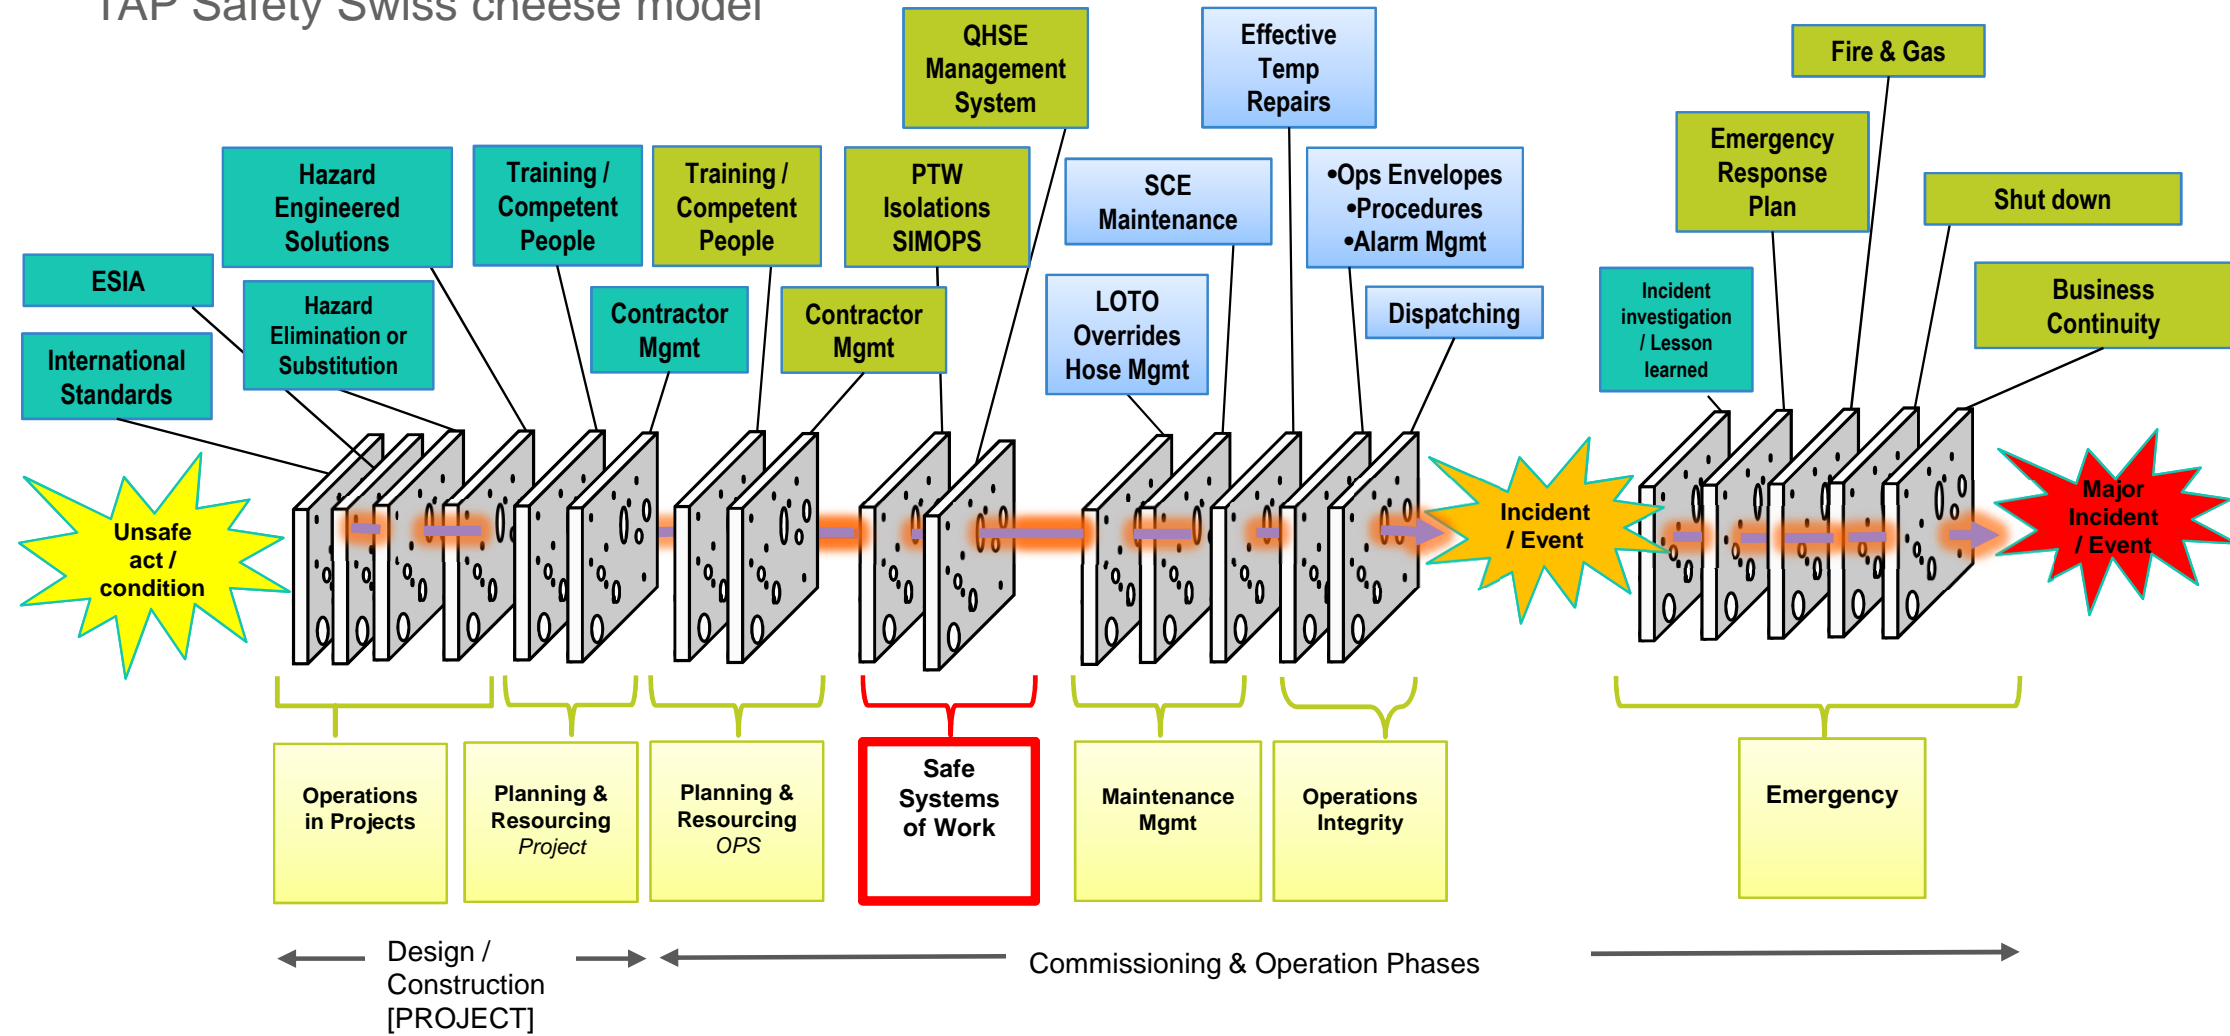 TAP Safety Swiss cheese model
QHSE
Management
System
Effective
Temp
Repairs
Fire & Gas
Hazard
Engineered
Solutions
Training /
Competent
People
Training /
Competent
People
PTW
Isolations
SIMOPS
SCE
Maintenance
•Ops Envelopes
•Procedures
•Alarm Mgmt
Emergency
Response
Plan
Shut down
ESIA
Hazard
Elimination or
Substitution
International
Standards
Contractor
Mgmt
Contractor
Mgmt
LOTO
Overrides
Hose Mgmt
Dispatching
Incident
investigation
/ Lesson
learned
Business
Continuity
Unsafe
act /
condition
Incident
/ Event
Major
Incident
/ Event
Operations
in Projects
Planning &
Resourcing
Project
Planning &
Resourcing
OPS
Safe
Systems
of Work
Maintenance
Mgmt
Operations
Integrity
Emergency
Design /
Construction
[PROJECT]
Commissioning & Operation Phases